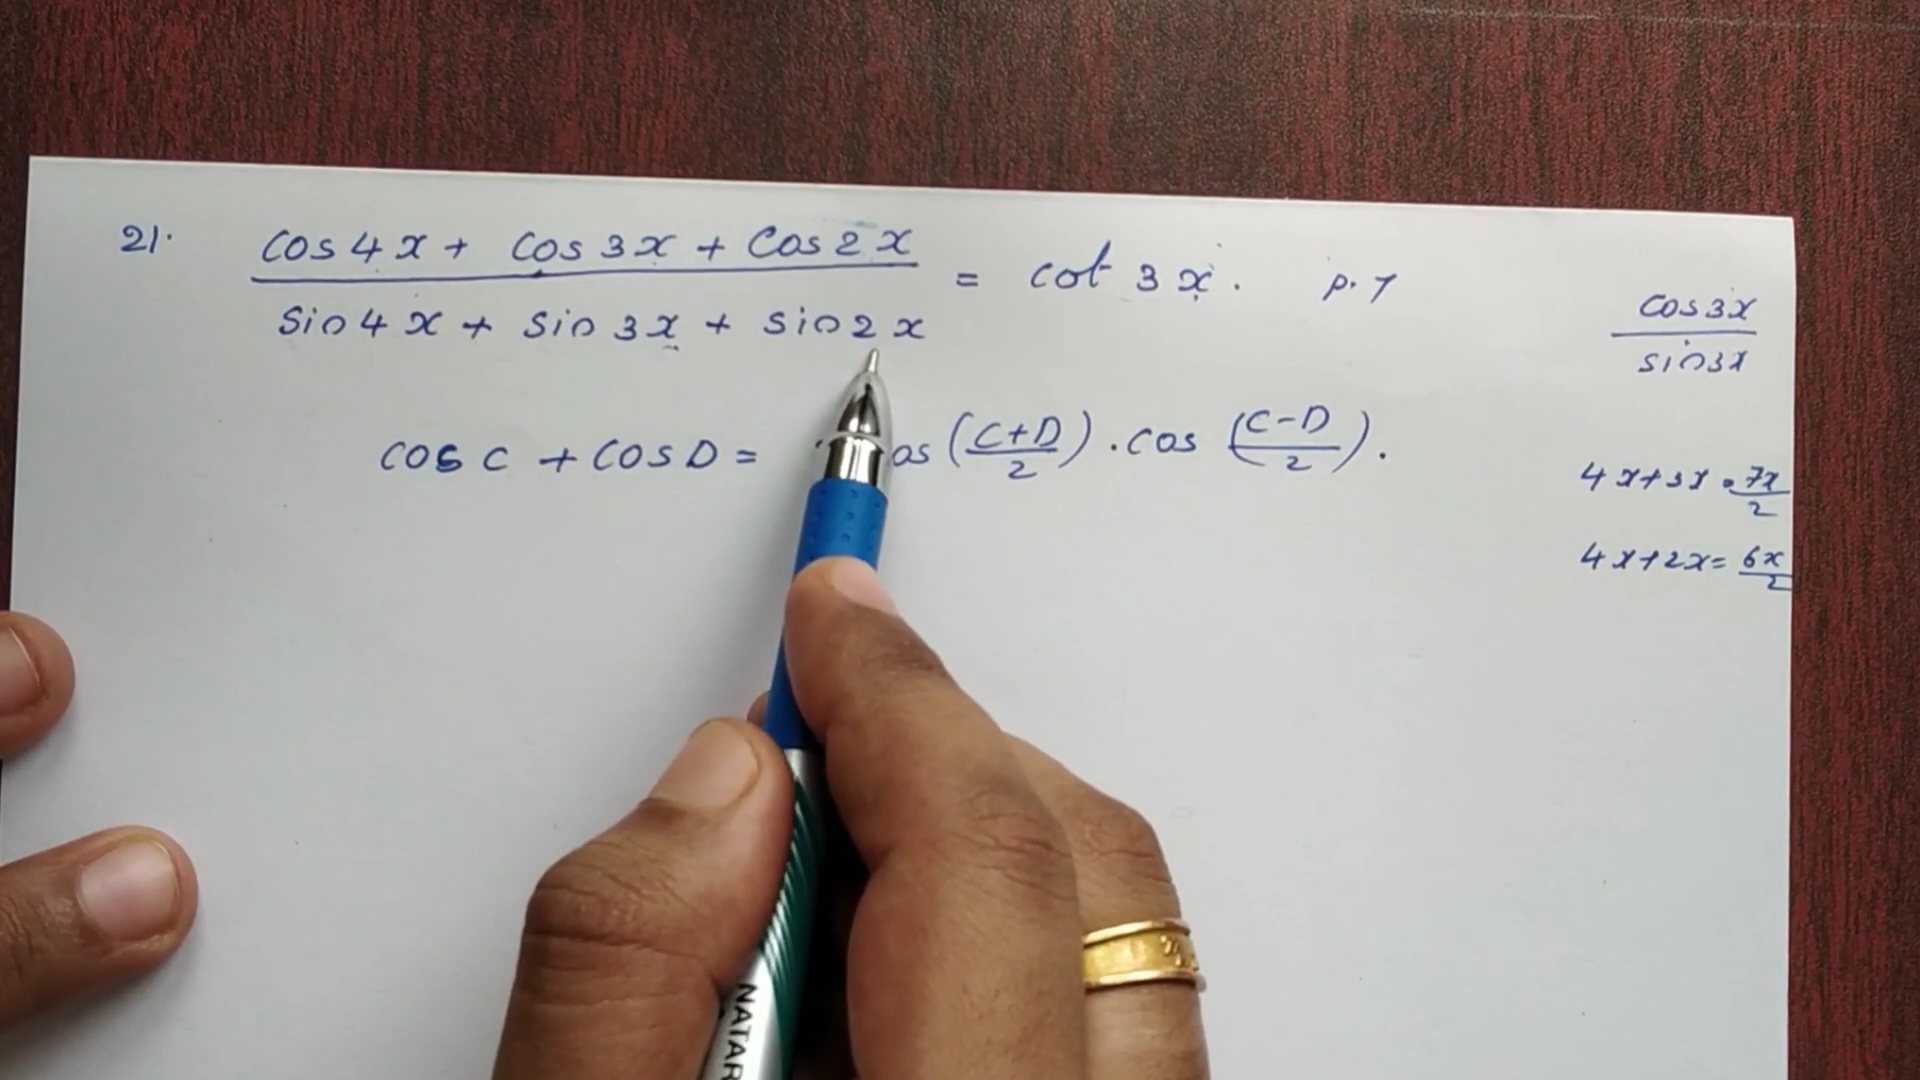 21. cos 4x + cos 3x + cos 2x / sin 4x + sin 3x + sin 2x = cot 3x. P.T
cos 3x / sin 3x
cos C + cos D = os (C+D / 2) . cos (C-D / 2).
4x+3x = 7x / 2
4x+2x = 6x / 2
NATAR